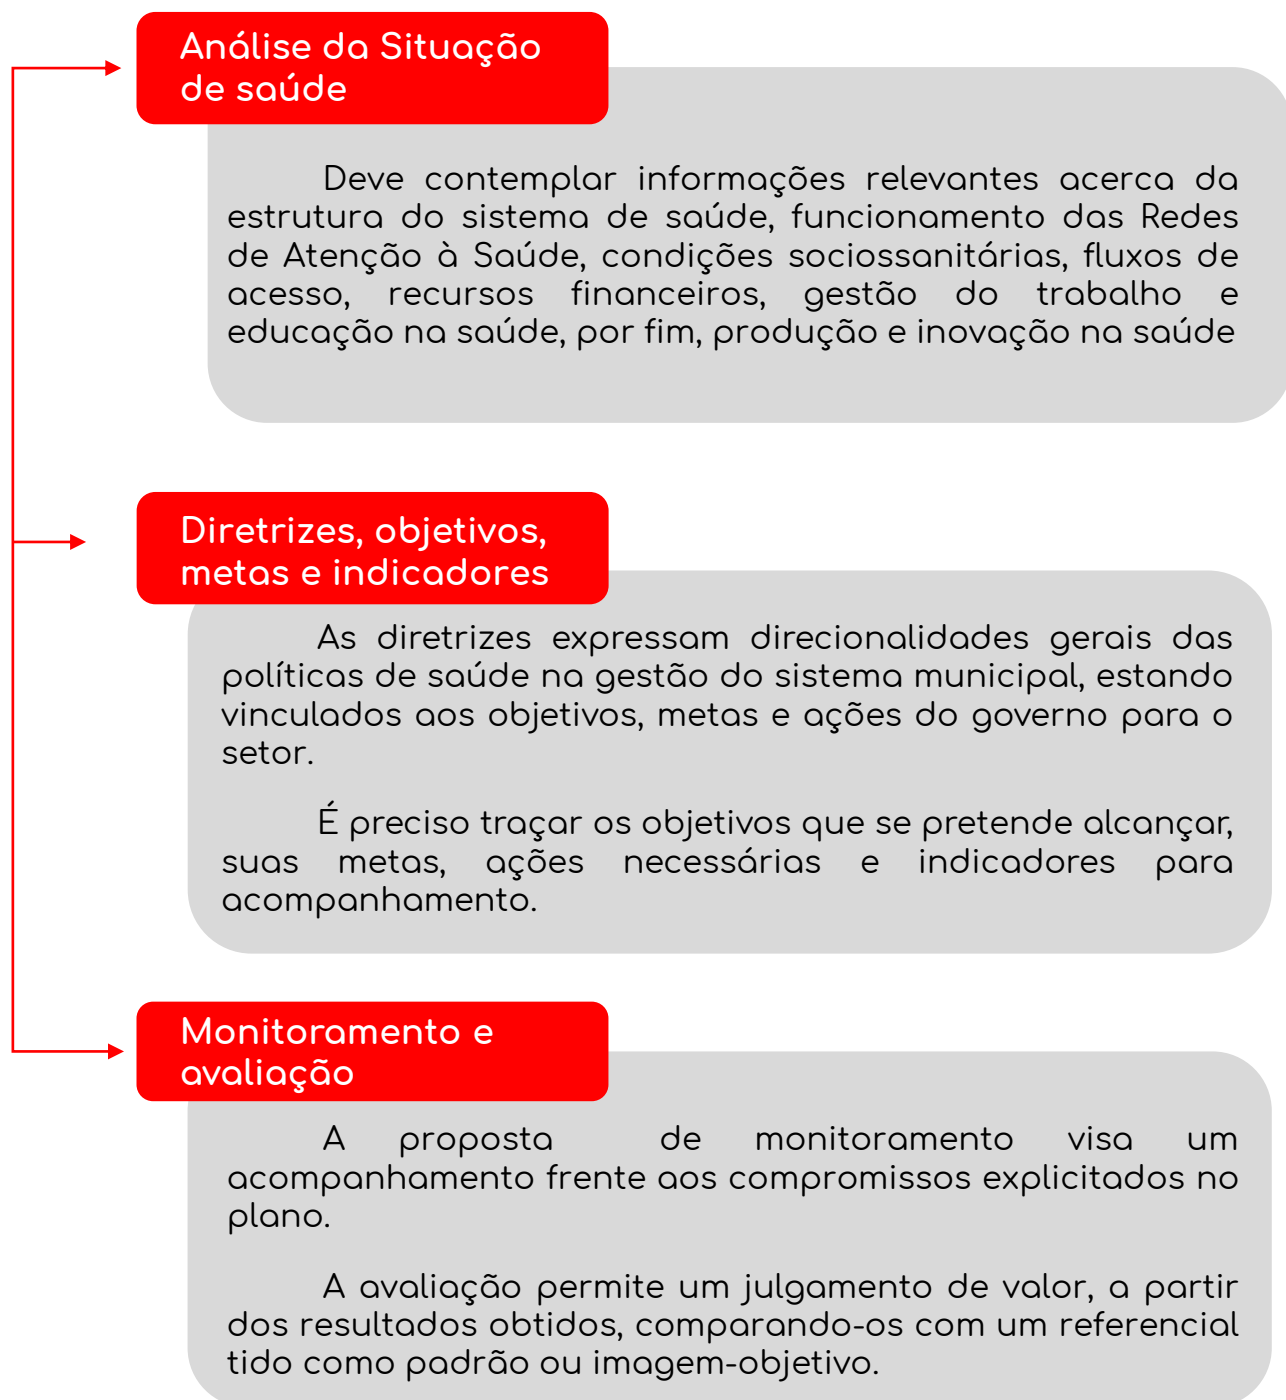 Análise da Situação
de saúde
Deve contemplar informações relevantes acerca da
estrutura do sistema de saúde, funcionamento das Redes
de Atenção à Saúde, condições sociossanitárias, fluxos de
acesso, recursos financeiros, gestão do trabalho e
educação na saúde, por fim, produção e inovação na saúde
Diretrizes, objetivos,
metas e indicadores
As diretrizes expressam direcionalidades gerais das
políticas de saúde na gestão do sistema municipal, estando
vinculados aos objetivos, metas e ações do governo para o
setor.
É preciso traçar os objetivos que se pretende alcançar,
suas metas, ações necessárias e indicadores para
acompanhamento.
Monitoramento e
avaliação
A proposta de monitoramento visa um
acompanhamento frente aos compromissos explicitados no
plano.
A avaliação permite um julgamento de valor, a partir
dos resultados obtidos, comparando-os com um referencial
tido como padrão ou imagem-objetivo.